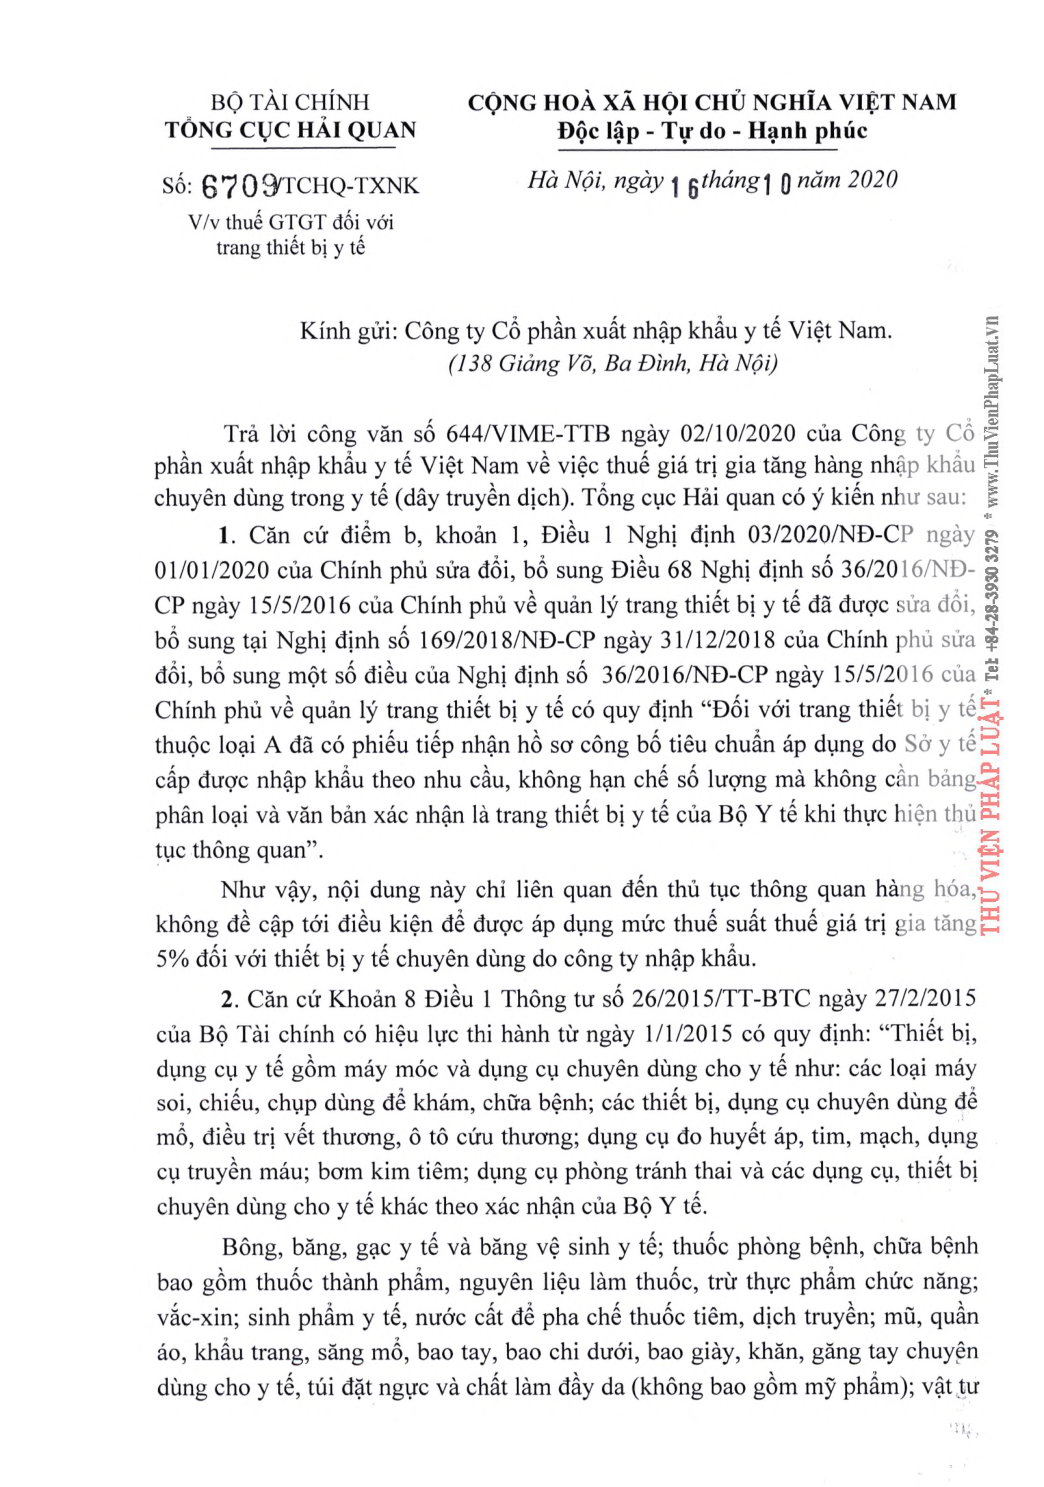 BỘ TÀI CHÍNH
TỔNG CỤC HẢI QUAN
CỘNG HOÀ XÃ HỘI CHỦ NGHĨA VIỆT NAM
Độc lập - Tự do - Hạnh phúc
Số: 6709/TCHQ-TXNK
Hà Nội, ngày 16 tháng 10 năm 2020
V/v thuế GTGT đối với
trang thiết bị y tế
Kính gửi: Công ty Cổ phần xuất nhập khẩu y tế Việt Nam.
(138 Giảng Võ, Ba Đình, Hà Nội)
Trả lời công văn số 644/VIME-TTB ngày 02/10/2020 của Công ty Cổ
phần xuất nhập khẩu y tế Việt Nam về việc thuế giá trị gia tăng hàng nhập khẩu
chuyên dùng trong y tế (dây truyền dịch). Tổng cục Hải quan có ý kiến như sau:
1. Căn cứ điểm b, khoản 1, Điều 1 Nghị định 03/2020/NĐ-CP ngày
01/01/2020 của Chính phủ sửa đổi, bổ sung Điều 68 Nghị định số 36/2016/NĐ-
CP ngày 15/5/2016 của Chính phủ về quản lý trang thiết bị y tế đã được sửa đổi,
bổ sung tại Nghị định số 169/2018/NĐ-CP ngày 31/12/2018 của Chính phủ sửa
đổi, bổ sung một số điều của Nghị định số 36/2016/NĐ-CP ngày 15/5/2016 của
Chính phủ về quản lý trang thiết bị y tế có quy định “Đối với trang thiết bị y tế
thuộc loại A đã có phiếu tiếp nhận hồ sơ công bố tiêu chuẩn áp dụng do Sở y tế
cấp được nhập khẩu theo nhu cầu, không hạn chế số lượng mà không cần bảng
phân loại và văn bản xác nhận là trang thiết bị y tế của Bộ Y tế khi thực hiện thủ
tục thông quan”.
Như vậy, nội dung này chỉ liên quan đến thủ tục thông quan hàng hóa,
không đề cập tới điều kiện để được áp dụng mức thuế suất thuế giá trị gia tăng
5% đối với thiết bị y tế chuyên dùng do công ty nhập khẩu.
2. Căn cứ Khoản 8 Điều 1 Thông tư số 26/2015/TT-BTC ngày 27/2/2015
của Bộ Tài chính có hiệu lực thi hành từ ngày 1/1/2015 có quy định: “Thiết bị,
dụng cụ y tế gồm máy móc và dụng cụ chuyên dùng cho y tế như: các loại máy
soi, chiếu, chụp dùng để khám, chữa bệnh; các thiết bị, dụng cụ chuyên dùng để
mổ, điều trị vết thương, ô tô cứu thương; dụng cụ đo huyết áp, tim, mạch, dụng
cụ truyền máu; bơm kim tiêm; dụng cụ phòng tránh thai và các dụng cụ, thiết bị
chuyên dùng cho y tế khác theo xác nhận của Bộ Y tế.
Bông, băng, gạc y tế và băng vệ sinh y tế; thuốc phòng bệnh, chữa bệnh
bao gồm thuốc thành phẩm, nguyên liệu làm thuốc, trừ thực phẩm chức năng;
vắc-xin; sinh phẩm y tế, nước cất để pha chế thuốc tiêm, dịch truyền; mũ, quần
áo, khẩu trang, săng mổ, bao tay, bao chi dưới, bao giày, khăn, găng tay chuyên
dùng cho y tế, túi đặt ngực và chất làm đầy da (không bao gồm mỹ phẩm); vật tư
THƯ VIỆN PHÁP LUẬT * Tel: +84-28-3930 3279 * www.ThuVienPhapLuat.vn